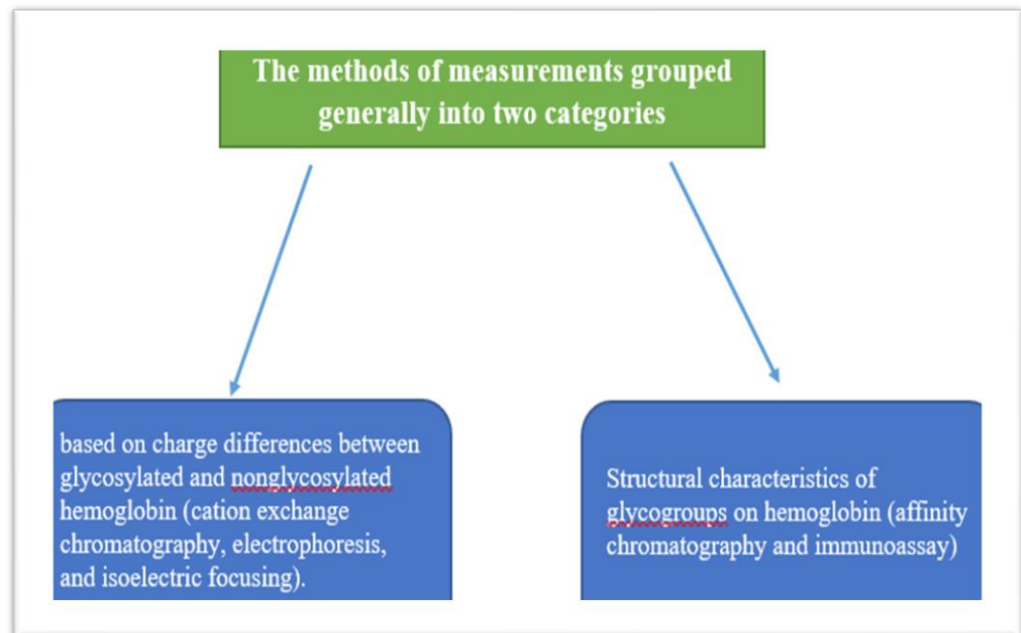 The methods of measurements grouped
generally into two categories
based on charge differences between
glycosylated and nonglycosylated
hemoglobin (cation exchange
chromatography, electrophoresis,
and isoelectric focusing).
Structural characteristics of
glycogroups on hemoglobin (affinity
chromatography and immunoassay)